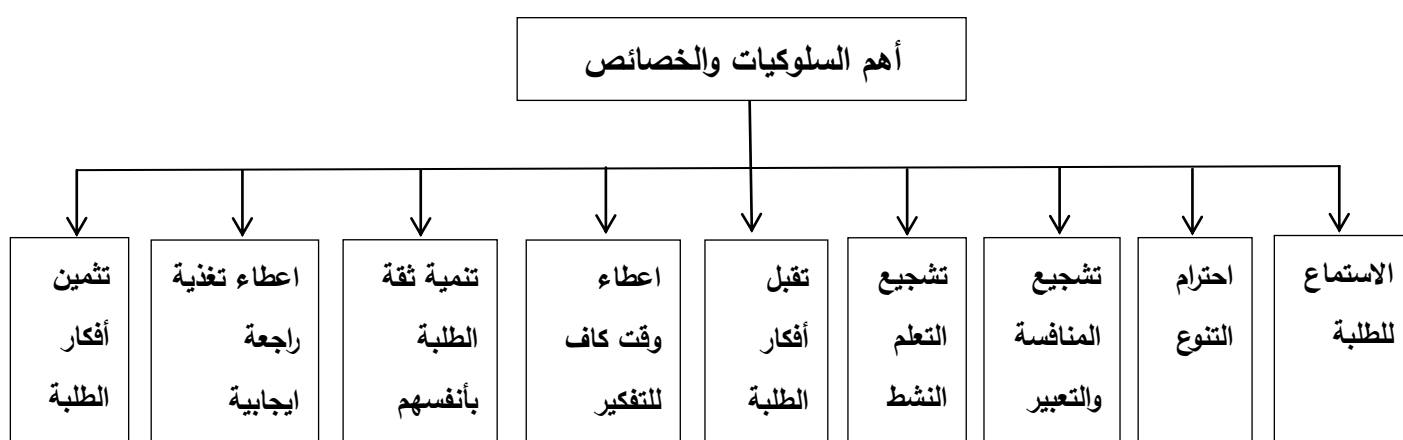 أهم السلوكيات والخصائص
الاستماع
للطلبة
احترام
التنوع
تشجيع
المنافسة
والتعبير
تشجيع
التعلم
النشط
تقبل
أفكار
الطلبة
اعطاء
وقت كاف
للتفكير
تنمية ثقة
الطلبة
بأنفسهم
اعطاء تغذية
راجعة
ايجابية
تثمين
أفكار
الطلبة